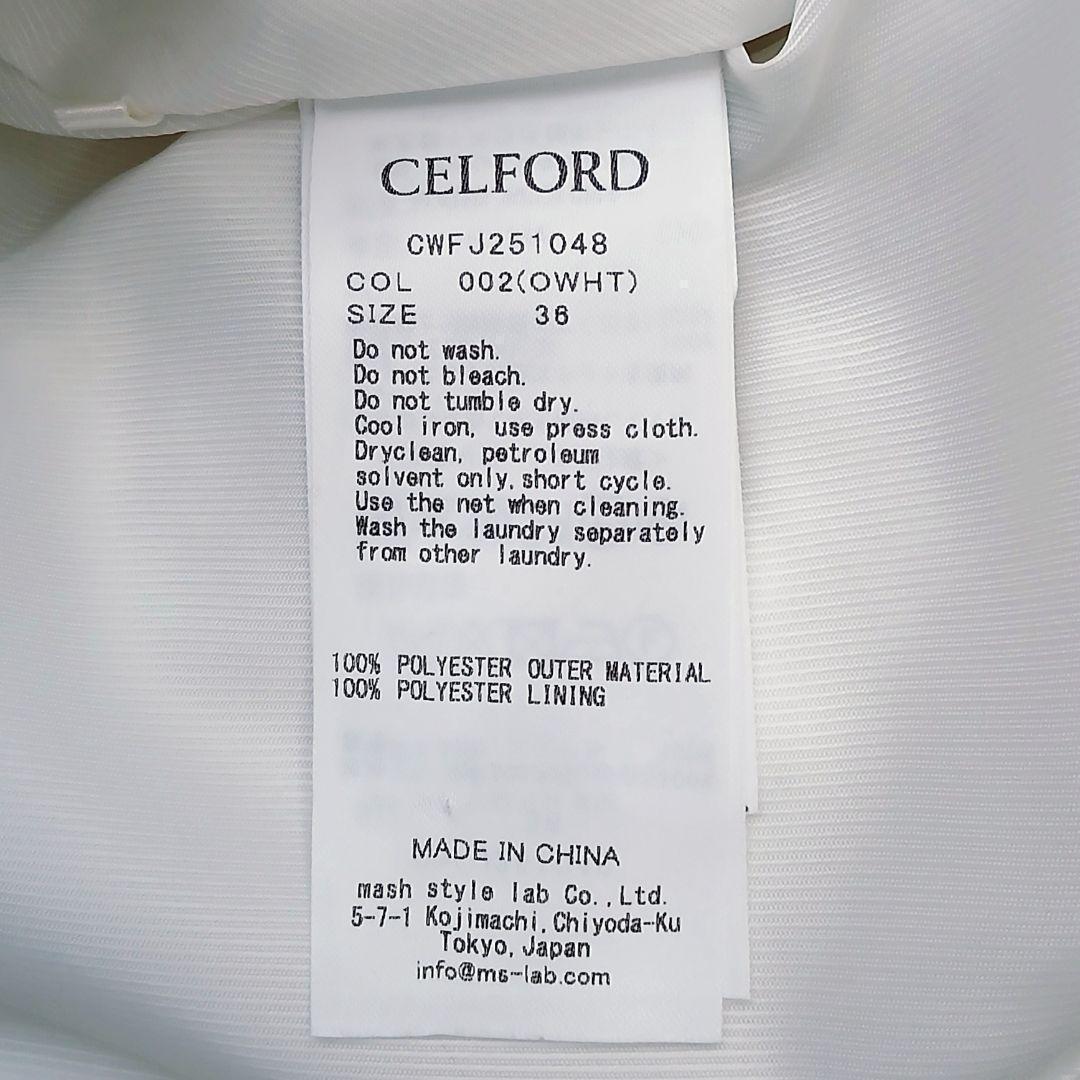 CELFORD
CWFJ251048
COL 002(OWHT)
SIZE 36
Do not wash.
Do not bleach.
Do not tumble dry.
Cool iron, use press cloth.
Dryclean, petroleum
solvent only, short cycle.
Use the net when cleaning.
Wash the laundry separately
from other laundry.
100% POLYESTER OUTER MATERIAL
100% POLYESTER LINING
MADE IN CHINA
mash style lab Co.,Ltd.
5-7-1 Kojimachi,Chiyoda-Ku
Tokyo, Japan
info@ms-lab.com